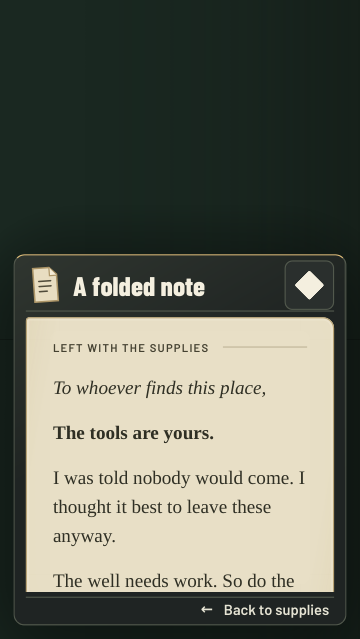 A folded note
LEFT WITH THE SUPPLIES
To whoever finds this place,
The tools are yours.
I was told nobody would come. I
thought it best to leave these
anyway.
The well needs work. So do the
← Back to supplies